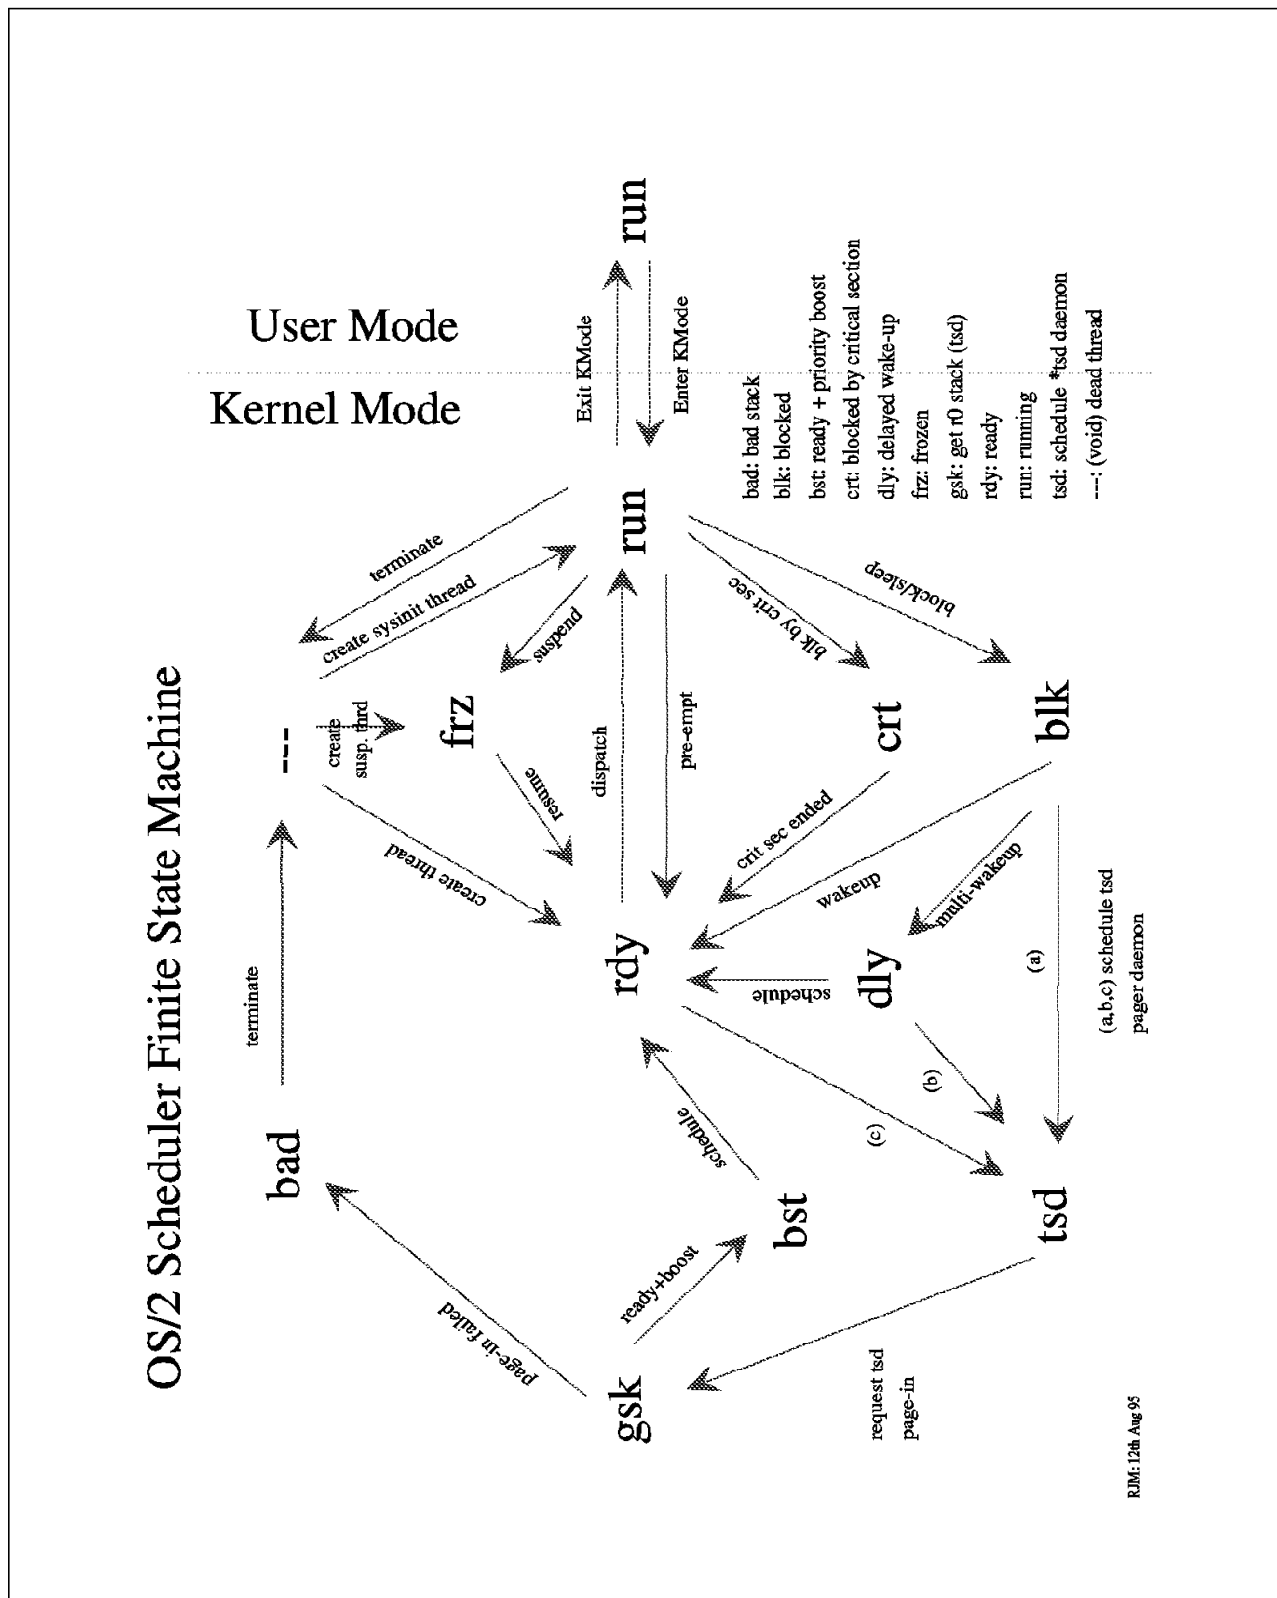 OS/2 Scheduler Finite State Machine
Kernel Mode
User Mode
bad
terminate
---
terminate
create sysinit thread
create
susp. thrd
create thread
frz
suspend
resume
page-in failed
gsk
ready+boost
bst
schedule
rdy
dispatch
pre-empt
run
Exit KMode
Enter KMode
run
blk by crit sec
block/sleep
crt
crit sec ended
wakeup
blk
multi-wakeup
dly
schedule
(a)
(b)
(c)
tsd
request tsd
page-in
(a,b,c) schedule tsd
pager daemon
bad: bad stack
blk: blocked
bst: ready + priority boost
crt: blocked by critical section
dly: delayed wake-up
frz: frozen
gsk: get r0 stack (tsd)
rdy: ready
run: running
tsd: schedule *tsd daemon
---: (void) dead thread
RJM: 12th Aug 95